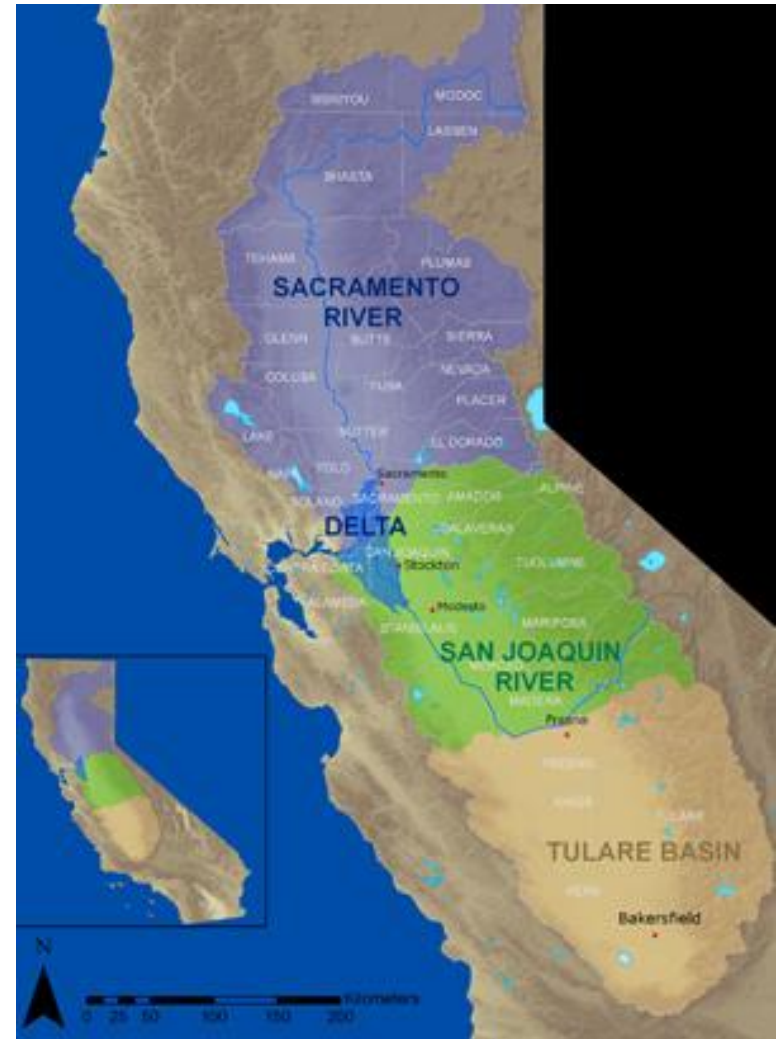 SISKIYOU
MODOC
LASSEN
SHASTA
TEHAMA
PLUMAS
SACRAMENTO
RIVER
GLENN
BUTTE
SIERRA
COLUSA
YUBA
NEVADA
PLACER
LAKE
SUTTER
EL DORADO
YOLO
Sacramento
SOLANO
SACRAMENTO
AMADOR
ALPINE
DELTA
CALAVERAS
SAN JOAQUIN
CONTRA COSTA
Stockton
TUOLUMNE
ALAMEDA
Modesto
STANISLAUS
MARIPOSA
SAN JOAQUIN
RIVER
MADERA
Fresno
KINGS
TULARE
TULARE BASIN
KERN
Bakersfield
N
Kilometers
0 25 50 100 150 200